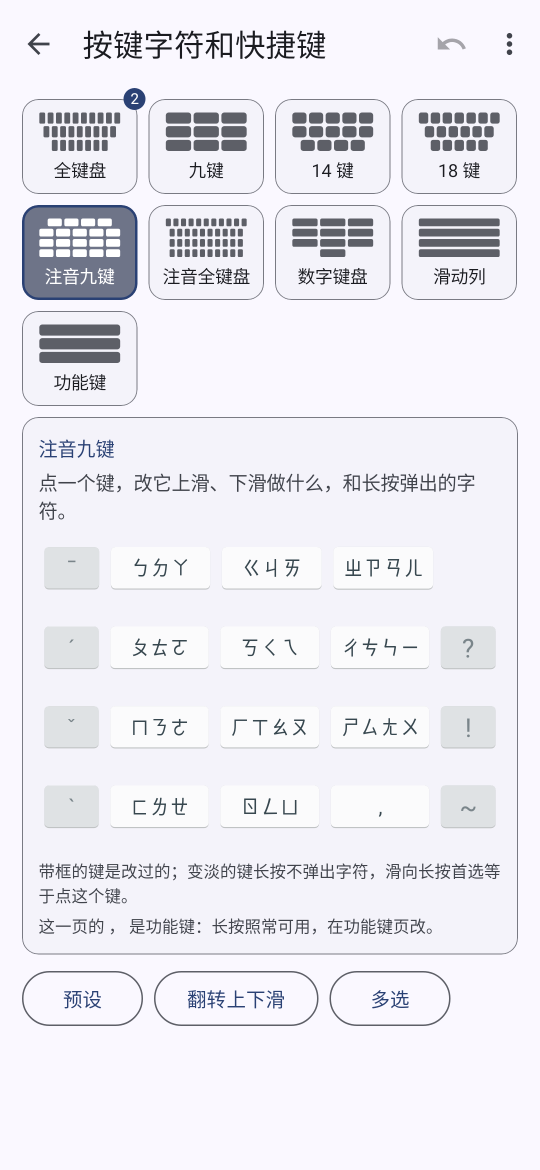 按键字符和快捷键
2
全键盘 九键 14 键 18 键
注音九键 注音全键盘 数字键盘 滑动列
功能键
注音九键
点一个键，改它上滑、下滑做什么，和长按弹出的字
符。
ˉ ㄅㄉㄚ ㄍㄐㄞ ㄓㄗㄢㄦ
ˊ ㄆㄊㄛ ㄎㄑㄟ ㄔㄘㄣㄧ ?
ˇ ㄇㄋㄜ ㄏㄒㄠㄡ ㄕㄙㄤㄨ !
ˋ ㄈㄌㄝ ㄖㄥㄩ , ~
带框的键是改过的；变淡的键长按不弹出字符，滑向长按首选等
于点这个键。
这一页的 ， 是功能键：长按照常可用，在功能键页改。
预设 翻转上下滑 多选